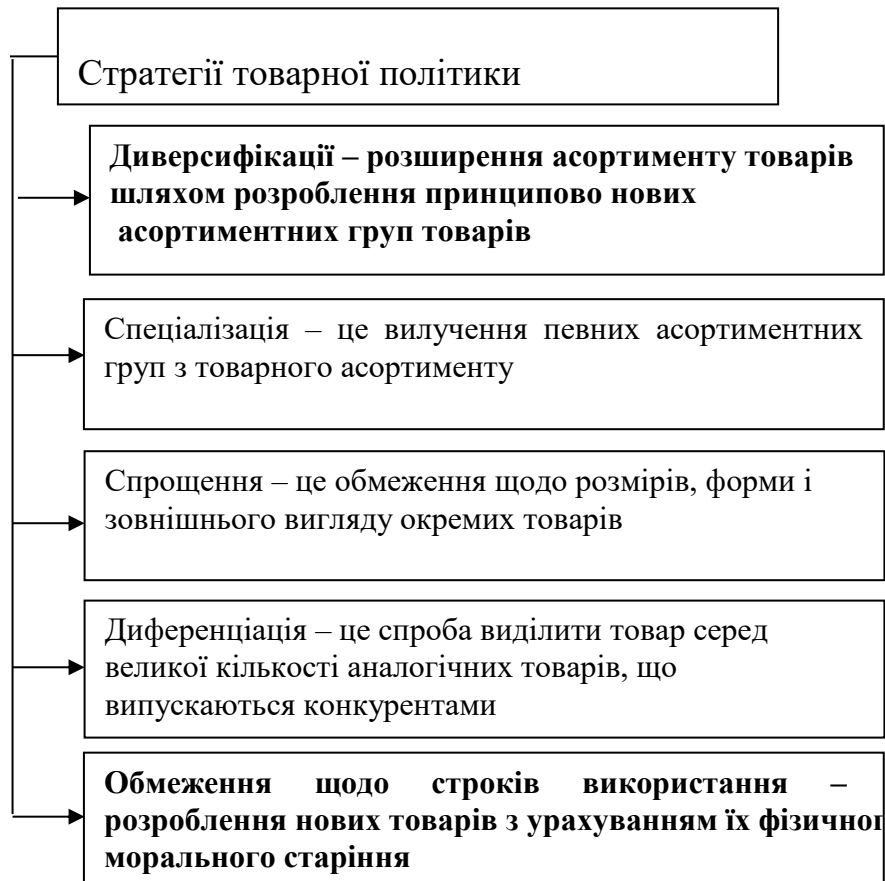 Стратегії товарної політики
Диверсифікації – розширення асортименту товарів
шляхом розроблення принципово нових
асортиментних груп товарів
Спеціалізація – це вилучення певних асортиментних
груп з товарного асортименту
Спрощення – це обмеження щодо розмірів, форми і
зовнішнього вигляду окремих товарів
Диференціація – це спроба виділити товар серед
великої кількості аналогічних товарів, що
випускаються конкурентами
Обмеження щодо строків використання –
розроблення нових товарів з урахуванням їх
морального старіння